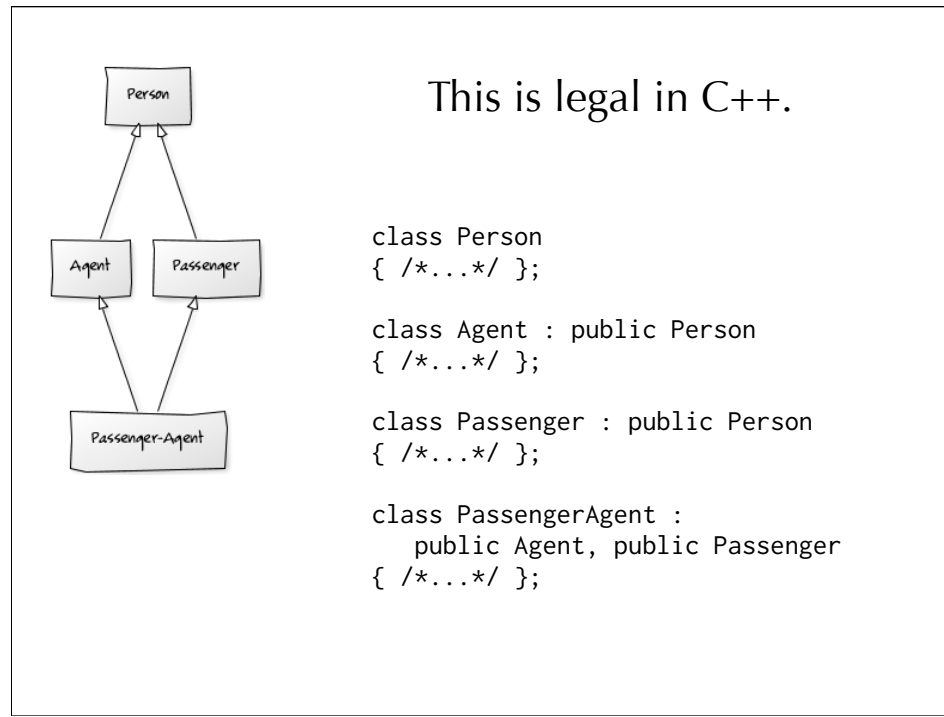 Person
Agent
Passenger
Passenger-Agent
This is legal in C++.
class Person
{ /*...*/ };
class Agent : public Person
{ /*...*/ };
class Passenger : public Person
{ /*...*/ };
class PassengerAgent :
   public Agent, public Passenger
{ /*...*/ };